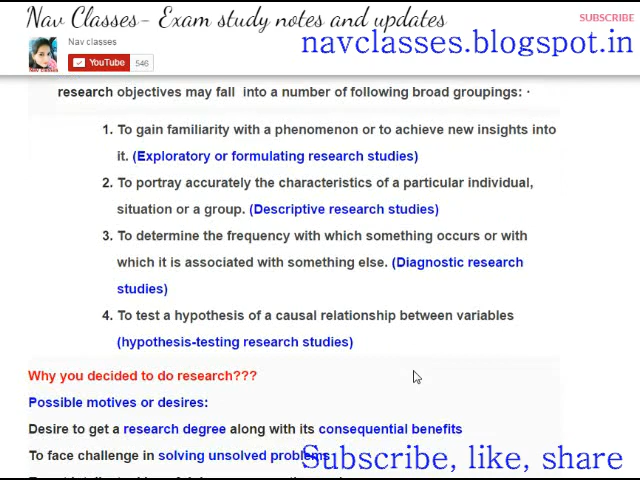 Nav Classes- Exam study notes and updates
SUBSCRIBE
navclasses.blogspot.in
Nav classes
YouTube 546
research objectives may fall into a number of following broad groupings: ·
1. To gain familiarity with a phenomenon or to achieve new insights into
it. (Exploratory or formulating research studies)
2. To portray accurately the characteristics of a particular individual,
situation or a group. (Descriptive research studies)
3. To determine the frequency with which something occurs or with
which it is associated with something else. (Diagnostic research
studies)
4. To test a hypothesis of a causal relationship between variables
(hypothesis-testing research studies)
Why you decided to do research???
Possible motives or desires:
Desire to get a research degree along with its consequential benefits
To face challenge in solving unsolved problems
Subscribe, like, share